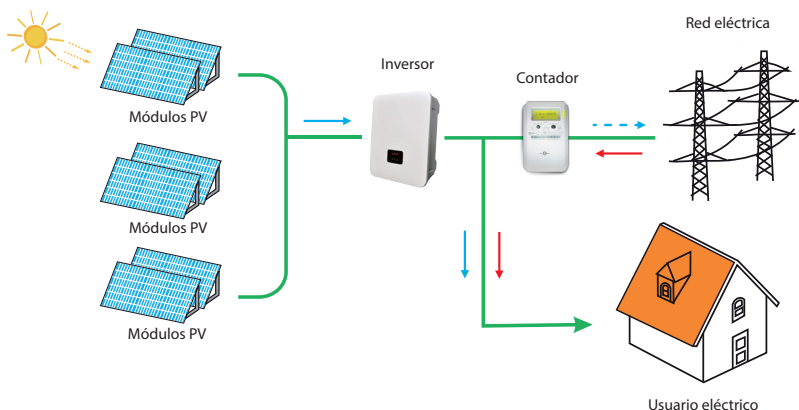 Red eléctrica
Inversor
Contador
Módulos PV
Módulos PV
Módulos PV
Usuario eléctrico